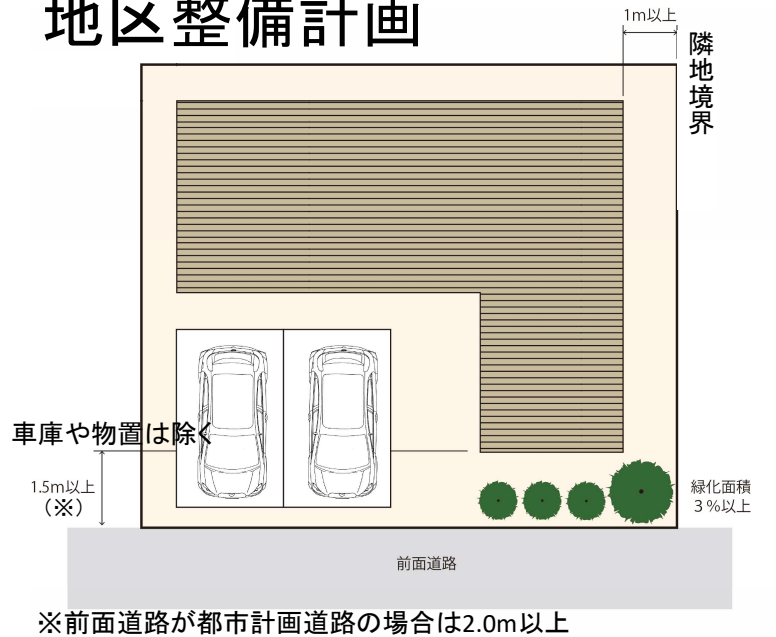 地区整備計画
1m以上
隣地境界
車庫や物置は除く
1.5m以上
（※）
緑化面積
３％以上
前面道路
※前面道路が都市計画道路の場合は2.0m以上